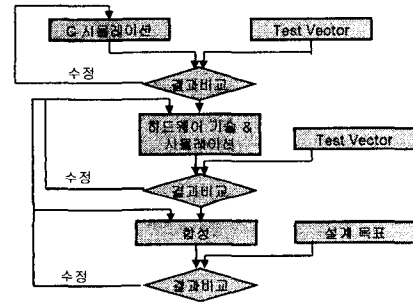 C 시뮬레이션
Test Vector
수정
결과비교
하드웨어 기술 &
시뮬레이션
Test Vector
수정
결과비교
합성
설계 목표
수정
결과비교